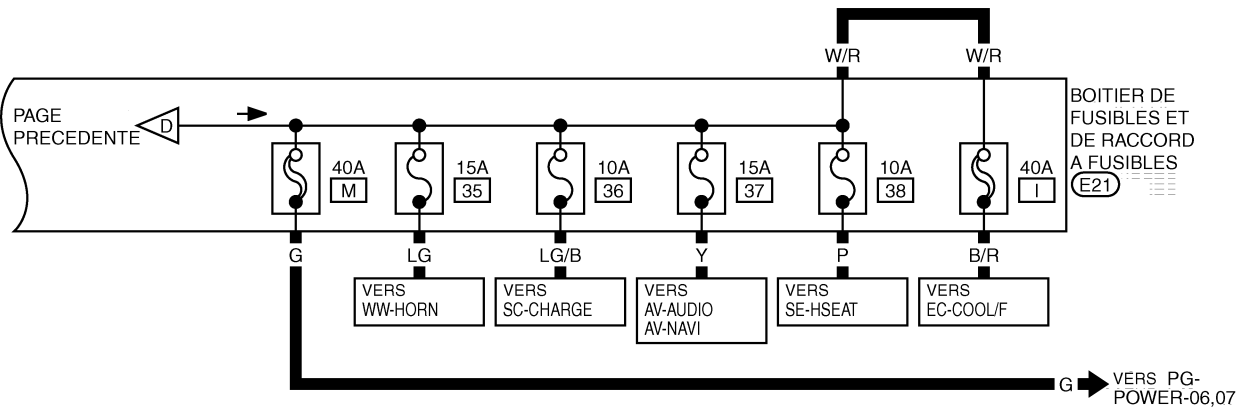 W/R W/R
PAGE
PRECEDENTE
D
BOITIER DE
FUSIBLES ET
DE RACCORD
A FUSIBLES
E21
40A
M
15A
35
10A
36
15A
37
10A
38
40A
I
G LG LG/B Y P B/R
VERS
WW-HORN
VERS
SC-CHARGE
VERS
AV-AUDIO
AV-NAVI
VERS
SE-HSEAT
VERS
EC-COOL/F
G
VERS PG-
POWER-06,07